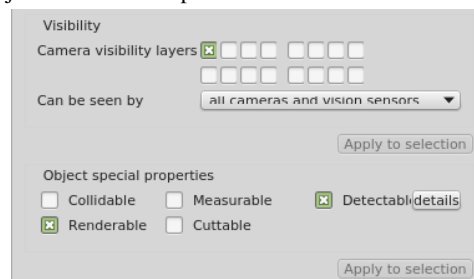 Visibility
Camera visibility layers
Can be seen by all cameras and vision sensors
Apply to selection
Object special properties
Collidable Measurable Detectable details
Renderable Cuttable
Apply to selection